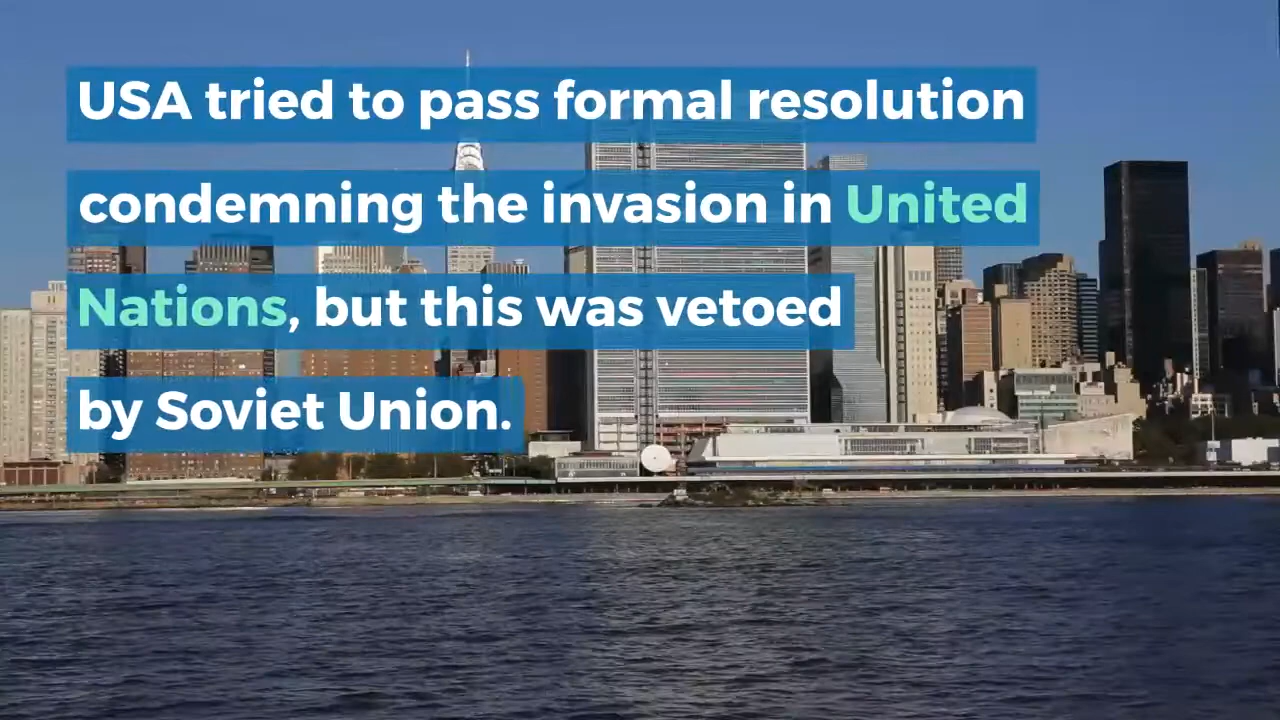 USA tried to pass formal resolution
condemning the invasion in United
Nations, but this was vetoed
by Soviet Union.